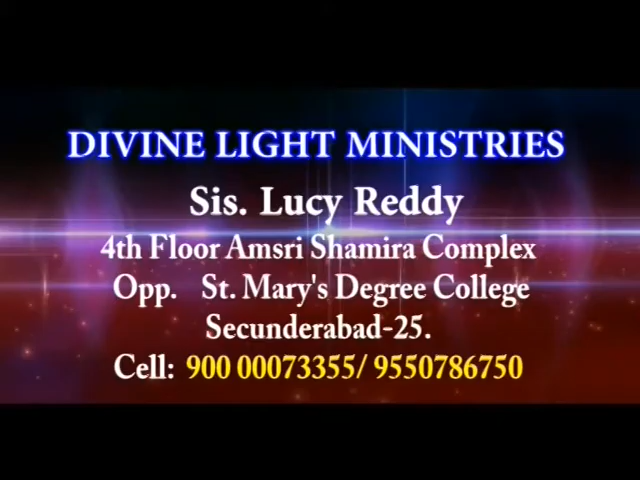 DIVINE LIGHT MINISTRIES
Sis. Lucy Reddy
4th Floor Amsri Shamira Complex
Opp. St. Mary's Degree College
Secunderabad-25.
Cell: 900 00073355/ 9550786750